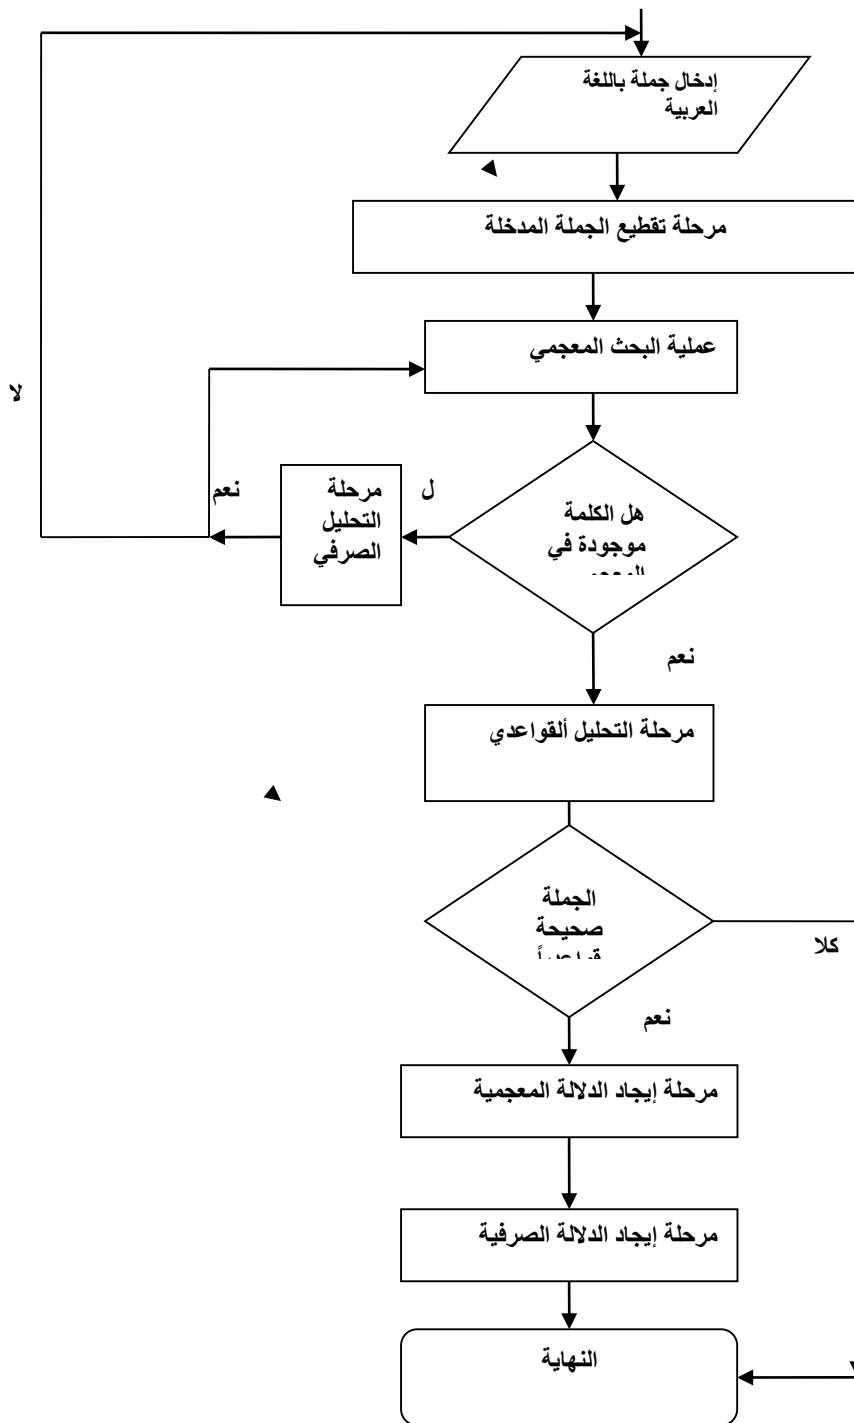 إدخال جملة باللغة
العربية
مرحلة تقطيع الجملة المدخلة
عملية البحث المعجمي
لا
نعم
مرحلة
التحليل
الصرفي
ل
هل الكلمة
موجودة في
نعم
مرحلة التحليل ألقواعدي
الجملة
صحيحة
كلا
نعم
مرحلة إيجاد الدلالة المعجمية
مرحلة إيجاد الدلالة الصرفية
النهاية